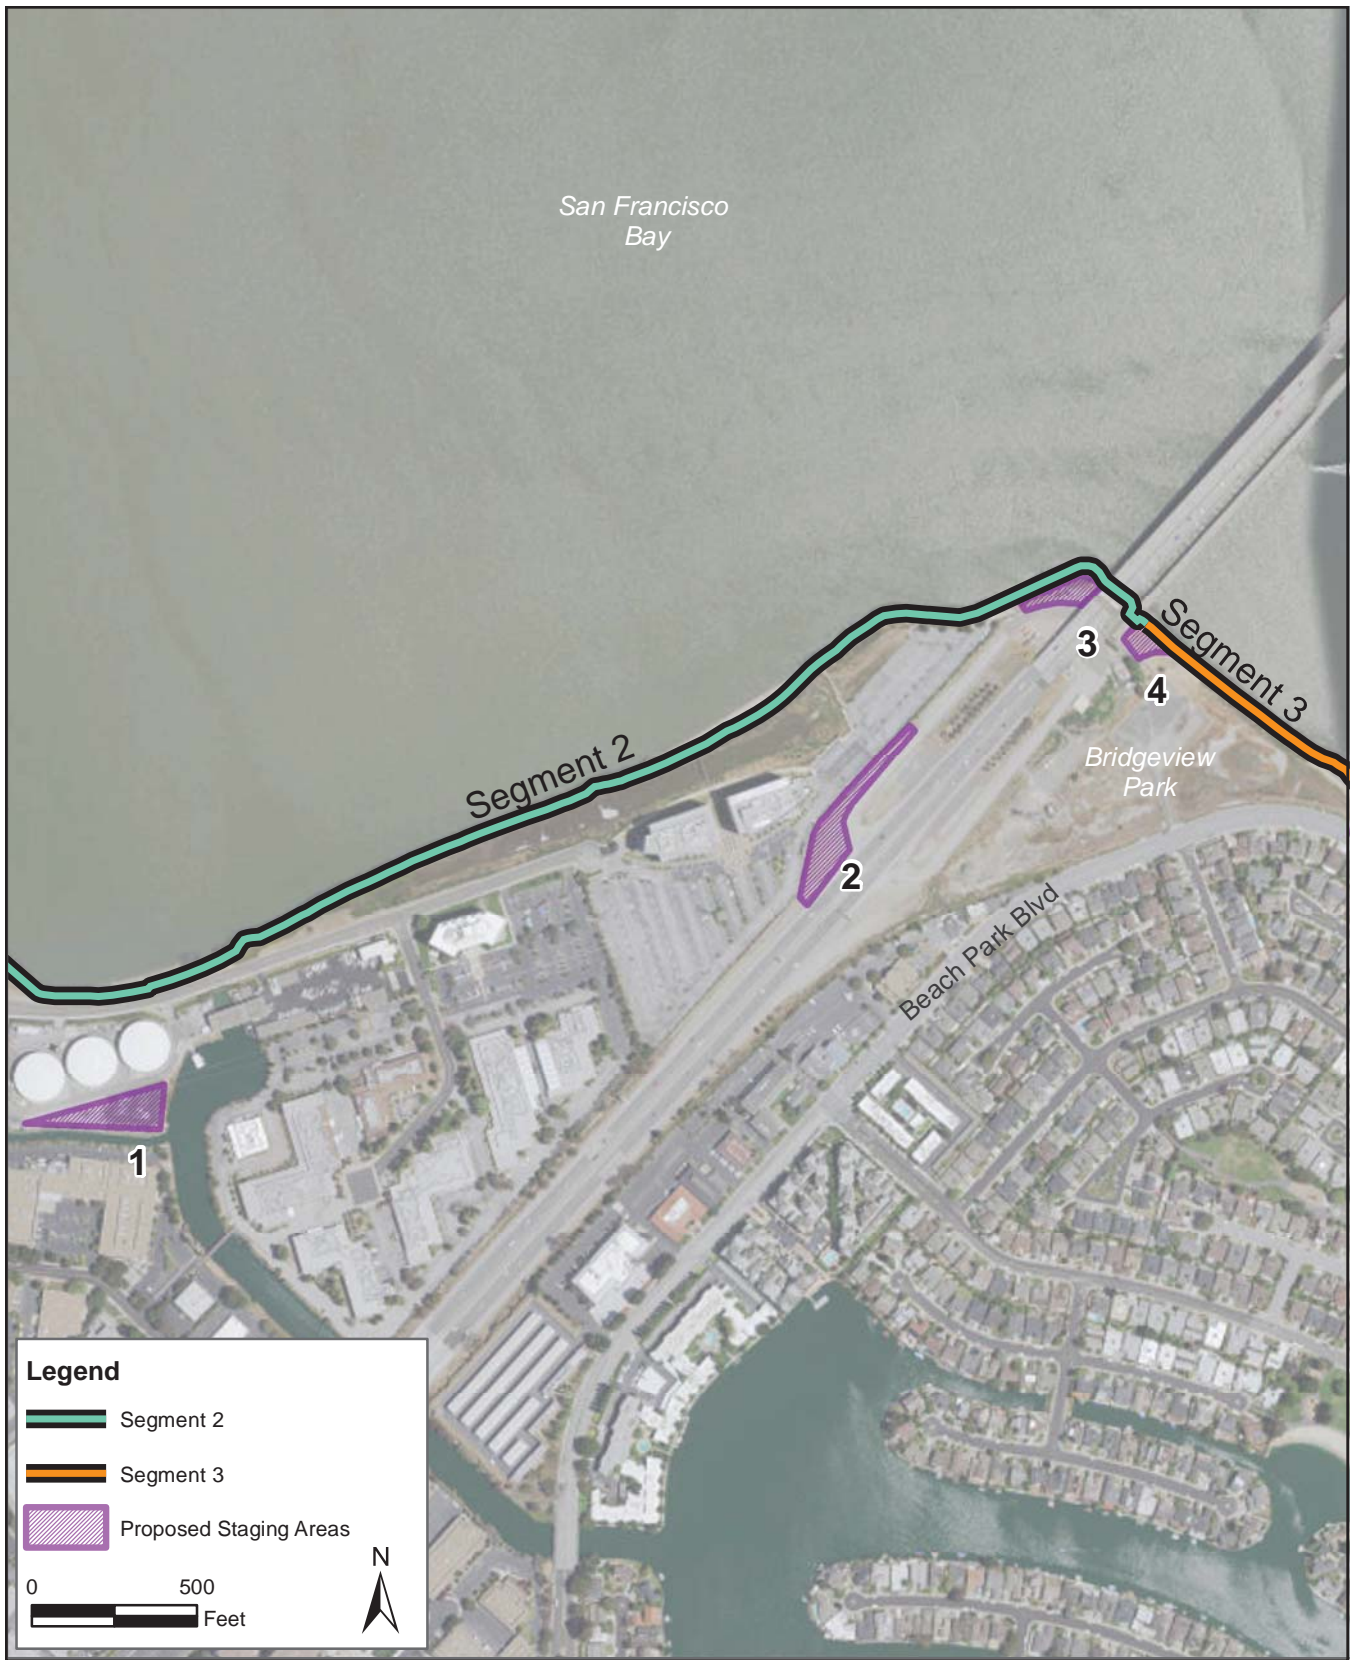 San Francisco
Bay
Segment 3
3
4
Segment 2
Bridgeview
Park
2
Beach Park Blvd
1
Legend
Segment 2
Segment 3
Proposed Staging Areas
N
0 500
Feet